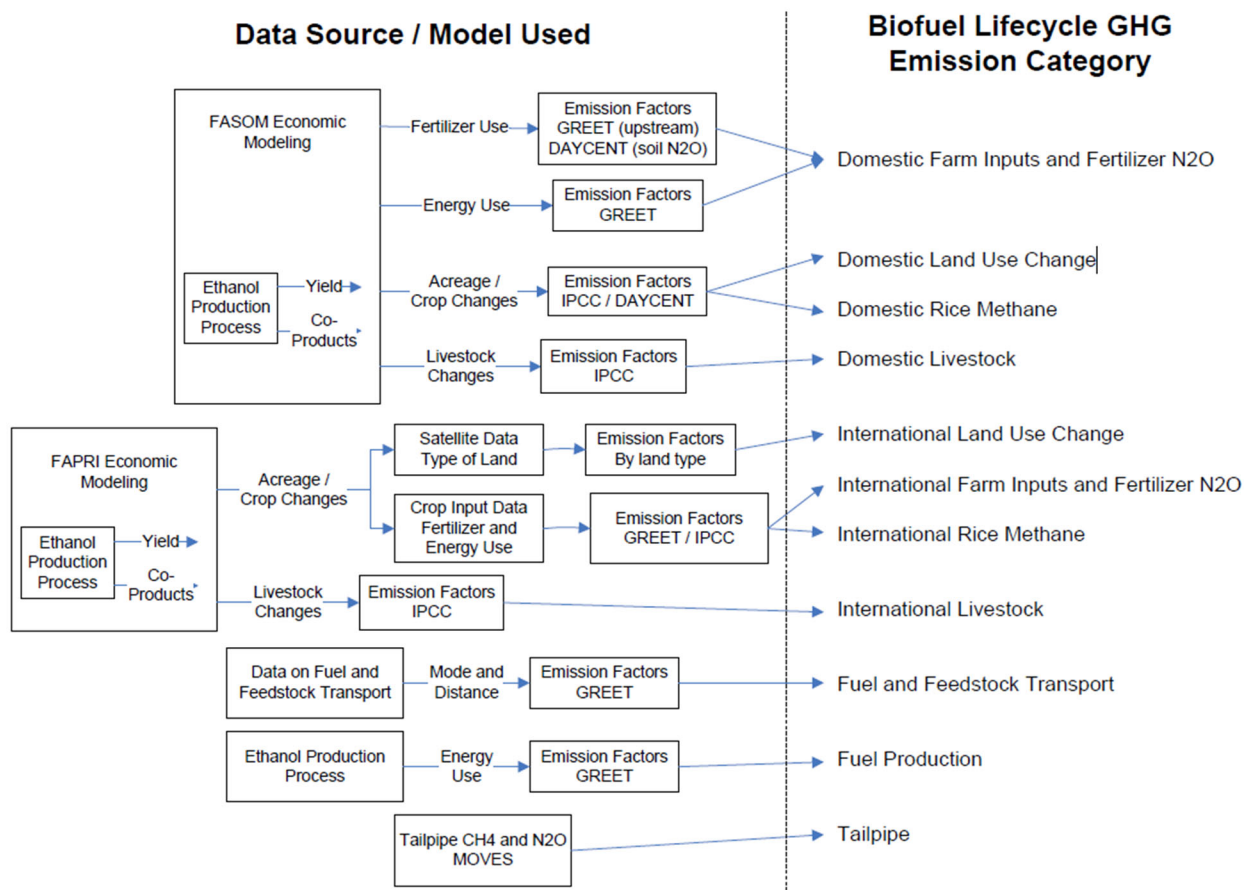 Data Source / Model Used
Biofuel Lifecycle GHG
Emission Category
FASOM Economic
Modeling
Ethanol
Production
Process
Yield
Co-
Products
Fertilizer Use
Emission Factors
GREET (upstream)
DAYCENT (soil N2O)
Domestic Farm Inputs and Fertilizer N2O
Energy Use
Emission Factors
GREET
Acreage /
Crop Changes
Emission Factors
IPCC / DAYCENT
Domestic Land Use Change
Domestic Rice Methane
Livestock
Changes
Emission Factors
IPCC
Domestic Livestock
FAPRI Economic
Modeling
Ethanol
Production
Process
Yield
Co-
Products
Acreage /
Crop Changes
Satellite Data
Type of Land
Emission Factors
By land type
International Land Use Change
Crop Input Data
Fertilizer and
Energy Use
Emission Factors
GREET / IPCC
International Farm Inputs and Fertilizer N2O
International Rice Methane
Livestock
Changes
Emission Factors
IPCC
International Livestock
Data on Fuel and
Feedstock Transport
Mode and
Distance
Emission Factors
GREET
Fuel and Feedstock Transport
Ethanol Production
Process
Energy
Use
Emission Factors
GREET
Fuel Production
Tailpipe CH4 and N2O
MOVES
Tailpipe